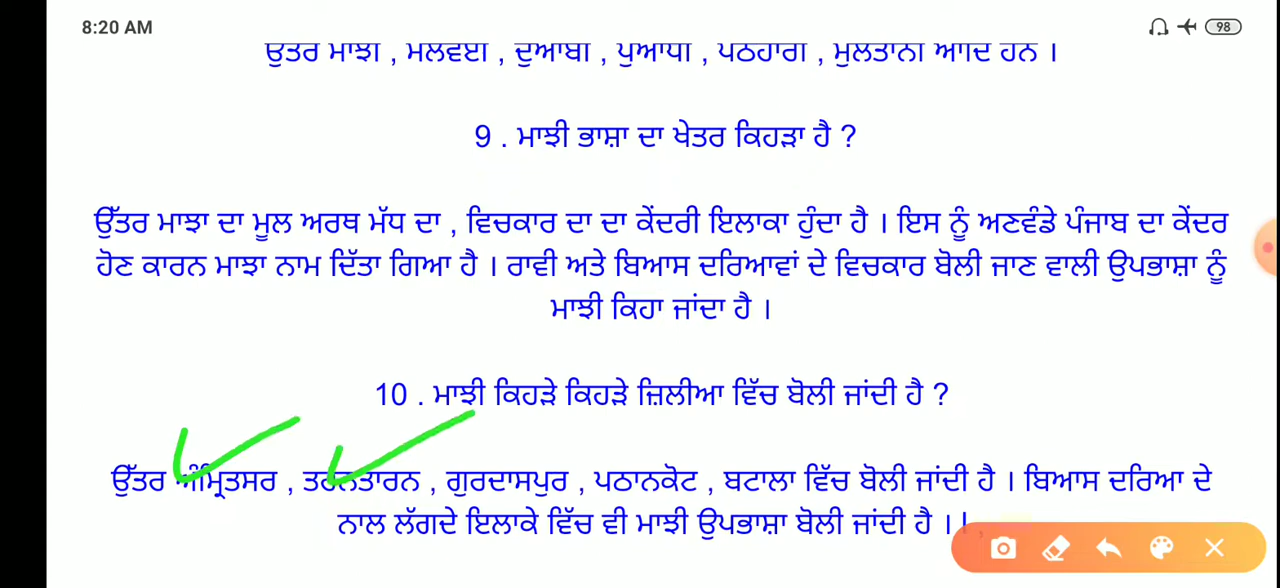 8:20 AM
98
ਉੱਤਰ ਮਾਝੀ , ਮਲਵਈ , ਦੁਆਬੀ , ਪੁਆਧੀ , ਪਠਹਾਰੀ , ਮੁਲਤਾਨੀ ਆਦਿ ਹਨ ।
9 . ਮਾਝੀ ਭਾਸ਼ਾ ਦਾ ਖੇਤਰ ਕਿਹੜਾ ਹੈ ?
ਉੱਤਰ ਮਾਝਾ ਦਾ ਮੂਲ ਅਰਥ ਮੱਧ ਦਾ , ਵਿਚਕਾਰ ਦਾ ਦਾ ਕੇਂਦਰੀ ਇਲਾਕਾ ਹੁੰਦਾ ਹੈ । ਇਸ ਨੂੰ ਅਣਵੰਡੇ ਪੰਜਾਬ ਦਾ ਕੇਂਦਰ
ਹੋਣ ਕਾਰਨ ਮਾਝਾ ਨਾਮ ਦਿੱਤਾ ਗਿਆ ਹੈ । ਰਾਵੀ ਅਤੇ ਬਿਆਸ ਦਰਿਆਵਾਂ ਦੇ ਵਿਚਕਾਰ ਬੋਲੀ ਜਾਣ ਵਾਲੀ ਉਪਭਾਸ਼ਾ ਨੂੰ
ਮਾਝੀ ਕਿਹਾ ਜਾਂਦਾ ਹੈ ।
10 . ਮਾਝੀ ਕਿਹੜੇ ਕਿਹੜੇ ਜ਼ਿਲੀਆ ਵਿੱਚ ਬੋਲੀ ਜਾਂਦੀ ਹੈ ?
ਉੱਤਰ ਅੰਮ੍ਰਿਤਸਰ , ਤਰਨਤਾਰਨ , ਗੁਰਦਾਸਪੁਰ , ਪਠਾਨਕੋਟ , ਬਟਾਲਾ ਵਿੱਚ ਬੋਲੀ ਜਾਂਦੀ ਹੈ । ਬਿਆਸ ਦਰਿਆ ਦੇ
ਨਾਲ ਲੱਗਦੇ ਇਲਾਕੇ ਵਿੱਚ ਵੀ ਮਾਝੀ ਉਪਭਾਸ਼ਾ ਬੋਲੀ ਜਾਂਦੀ ਹੈ । ।